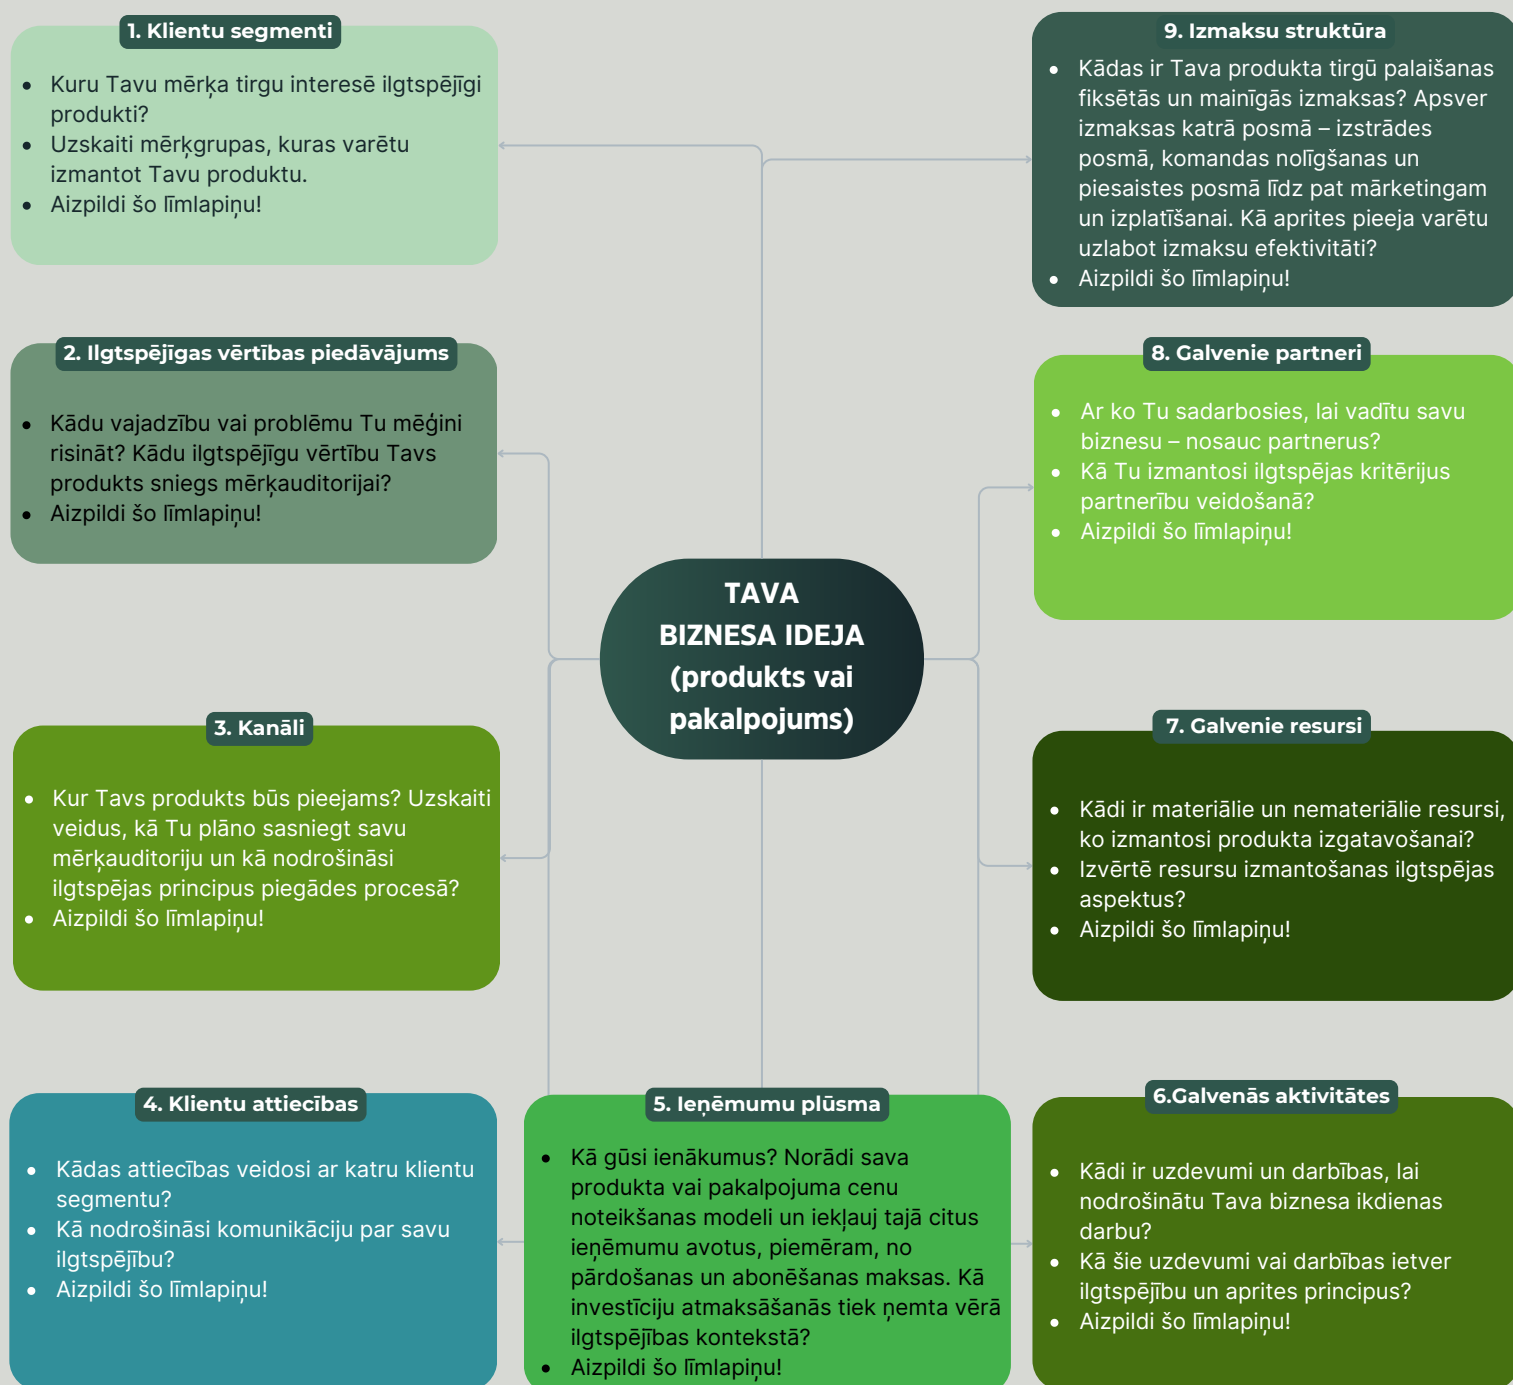 1. Klientu segmenti
• Kuru Tavu mērķa tirgu interesē ilgtspējīgi
produkti?
• Uzskaiti mērķgrupas, kuras varētu
izmantot Tavu produktu.
• Aizpildi šo līmlapiņu!
2. Ilgtspējīgas vērtības piedāvājums
• Kādu vajadzību vai problēmu Tu mēģini
risināt? Kādu ilgtspējīgu vērtību Tavs
produkts sniegs mērķauditorijai?
• Aizpildi šo līmlapiņu!
3. Kanāli
• Kur Tavs produkts būs pieejams? Uzskaiti
veidus, kā Tu plāno sasniegt savu
mērķauditoriju un kā nodrošināsi
ilgtspējas principus piegādes procesā?
• Aizpildi šo līmlapiņu!
4. Klientu attiecības
• Kādas attiecības veidosi ar katru klientu
segmentu?
• Kā nodrošināsi komunikāciju par savu
ilgtspējību?
• Aizpildi šo līmlapiņu!
TAVA
BIZNESA IDEJA
(produkts vai
pakalpojums)
5. Ieņēmumu plūsma
• Kā gūsi ienākumus? Norādi sava
produkta vai pakalpojuma cenu
noteikšanas modeli un iekļauj tajā citus
ieņēmumu avotus, piemēram, no
pārdošanas un abonēšanas maksas. Kā
investīciju atmaksāšanās tiek ņemta vērā
ilgtspējības kontekstā?
• Aizpildi šo līmlapiņu!
6.Galvenās aktivitātes
• Kādi ir uzdevumi un darbības, lai
nodrošinātu Tava biznesa ikdienas
darbu?
• Kā šie uzdevumi vai darbības ietver
ilgtspējību un aprites principus?
• Aizpildi šo līmlapiņu!
7. Galvenie resursi
• Kādi ir materiālie un nemateriālie resursi,
ko izmantosi produkta izgatavošanai?
• Izvērtē resursu izmantošanas ilgtspējas
aspektus?
• Aizpildi šo līmlapiņu!
8. Galvenie partneri
• Ar ko Tu sadarbosies, lai vadītu savu
biznesu – nosauc partnerus?
• Kā Tu izmantosi ilgtspējas kritērijus
partnerību veidošanā?
• Aizpildi šo līmlapiņu!
9. Izmaksu struktūra
• Kādas ir Tava produkta tirgū palaišanas
fiksētās un mainīgās izmaksas? Apsver
izmaksas katrā posmā – izstrādes
posmā, komandas nolīgšanas un
piesaistes posmā līdz pat mārketingam
un izplatīšanai. Kā aprites pieeja varētu
uzlabot izmaksu efektivitāti?
• Aizpildi šo līmlapiņu!